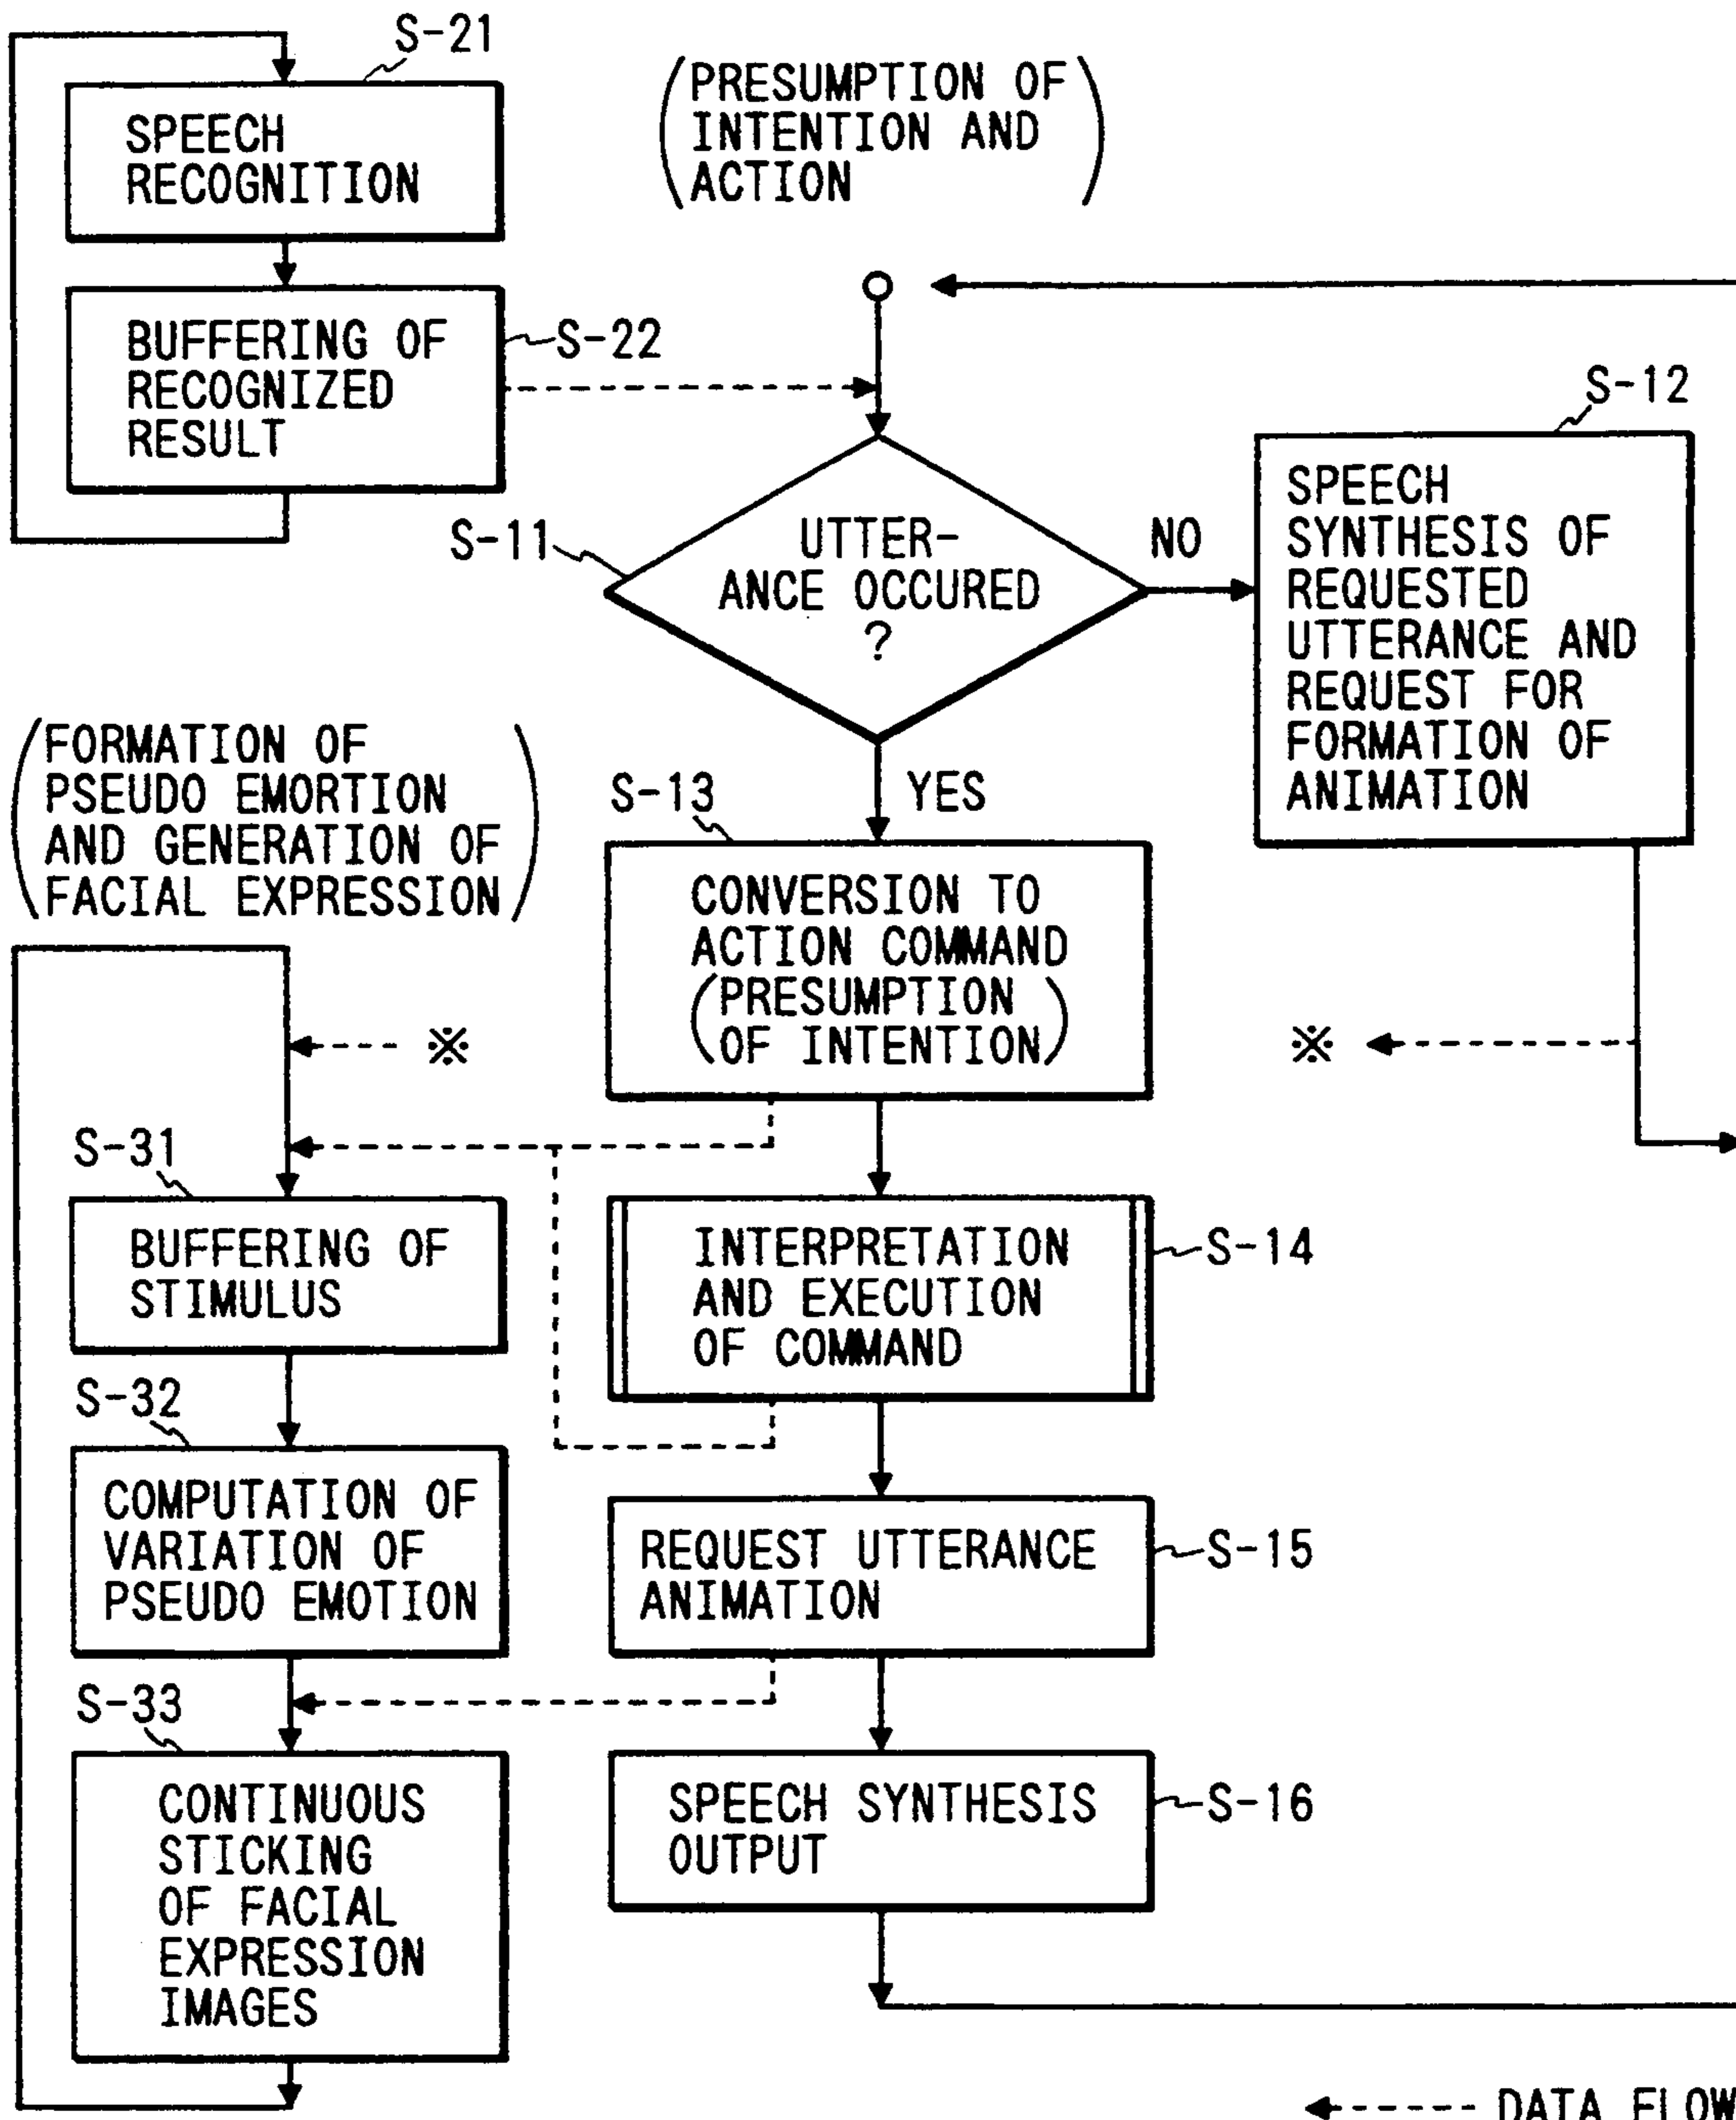 S-21
SPEECH
RECOGNITION
BUFFERING OF
RECOGNIZED
RESULT
S-22
(PRESUMPTION OF
INTENTION AND
ACTION)
S-11
UTTER-
ANCE OCCURED
?
NO
YES
S-12
SPEECH
SYNTHESIS OF
REQUESTED
UTTERANCE AND
REQUEST FOR
FORMATION OF
ANIMATION
※
S-13
CONVERSION TO
ACTION COMMAND
(PRESUMPTION
OF INTENTION)
S-14
INTERPRETATION
AND EXECUTION
OF COMMAND
S-15
REQUEST UTTERANCE
ANIMATION
S-16
SPEECH SYNTHESIS
OUTPUT
(FORMATION OF
PSEUDO EMORTION
AND GENERATION OF
FACIAL EXPRESSION)
※
S-31
BUFFERING OF
STIMULUS
S-32
COMPUTATION OF
VARIATION OF
PSEUDO EMOTION
S-33
CONTINUOUS
STICKING
OF FACIAL
EXPRESSION
IMAGES
DATA FLOW